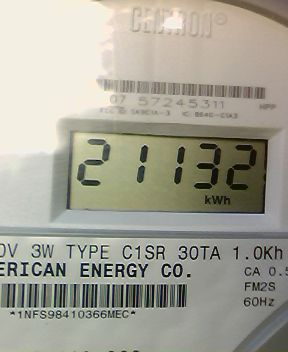 CENTRON®
07 57245311 HPP
21132
kWh
0V 3W TYPE C1SR 30TA 1.0Kh
ERICAN ENERGY CO.
CA 0.5
FM2S
60Hz
*1NFS98410366MEC*